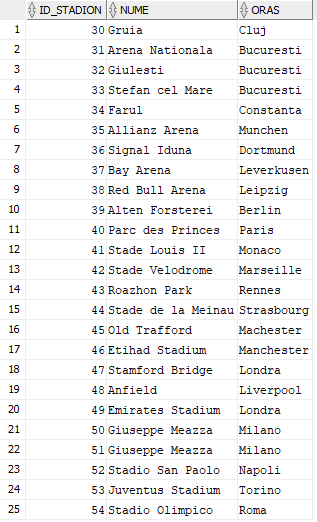 ID_STADION NUME ORAS
1 30 Gruia Cluj
2 31 Arena Nationala Bucuresti
3 32 Giulesti Bucuresti
4 33 Stefan cel Mare Bucuresti
5 34 Farul Constanta
6 35 Allianz Arena Munchen
7 36 Signal Iduna Dortmund
8 37 Bay Arena Leverkusen
9 38 Red Bull Arena Leipzig
10 39 Alten Forsterei Berlin
11 40 Parc des Princes Paris
12 41 Stade Louis II Monaco
13 42 Stade Velodrome Marseille
14 43 Roazhon Park Rennes
15 44 Stade de la Meinau Strasbourg
16 45 Old Trafford Machester
17 46 Etihad Stadium Manchester
18 47 Stamford Bridge Londra
19 48 Anfield Liverpool
20 49 Emirates Stadium Londra
21 50 Giuseppe Meazza Milano
22 51 Giuseppe Meazza Milano
23 52 Stadio San Paolo Napoli
24 53 Juventus Stadium Torino
25 54 Stadio Olimpico Roma